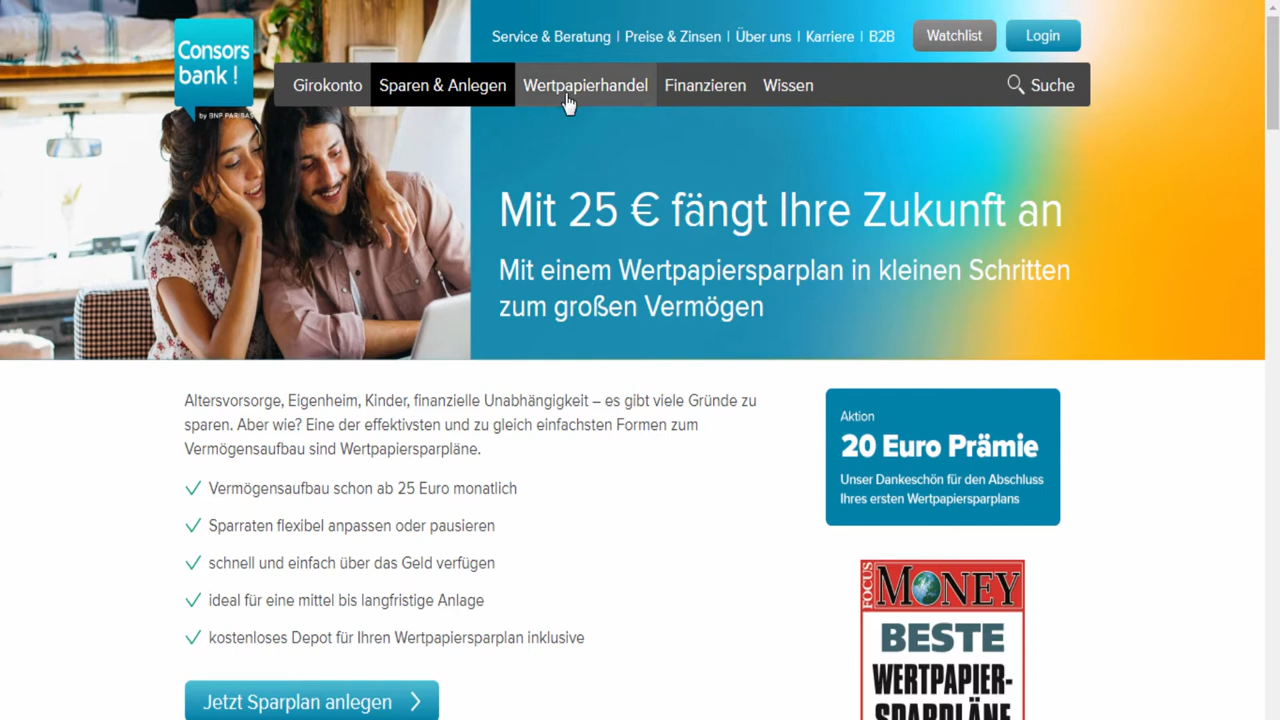 Consors
bank !
by BNP PARIBAS
Service & Beratung | Preise & Zinsen | Über uns | Karriere | B2B
Watchlist
Login
Girokonto
Sparen & Anlegen
Wertpapierhandel
Finanzieren
Wissen
Suche
Mit 25 € fängt Ihre Zukunft an
Mit einem Wertpapiersparplan in kleinen Schritten
zum großen Vermögen
Altersvorsorge, Eigenheim, Kinder, finanzielle Unabhängigkeit – es gibt viele Gründe zu
sparen. Aber wie? Eine der effektivsten und zu gleich einfachsten Formen zum
Vermögensaufbau sind Wertpapiersparpläne.
Vermögensaufbau schon ab 25 Euro monatlich
Sparraten flexibel anpassen oder pausieren
schnell und einfach über das Geld verfügen
ideal für eine mittel bis langfristige Anlage
kostenloses Depot für Ihren Wertpapiersparplan inklusive
Jetzt Sparplan anlegen
Aktion
20 Euro Prämie
Unser Dankeschön für den Abschluss
Ihres ersten Wertpapiersparplans
FOCUS
MONEY
BESTE
WERTPAPIER-
SPARPLÄNE